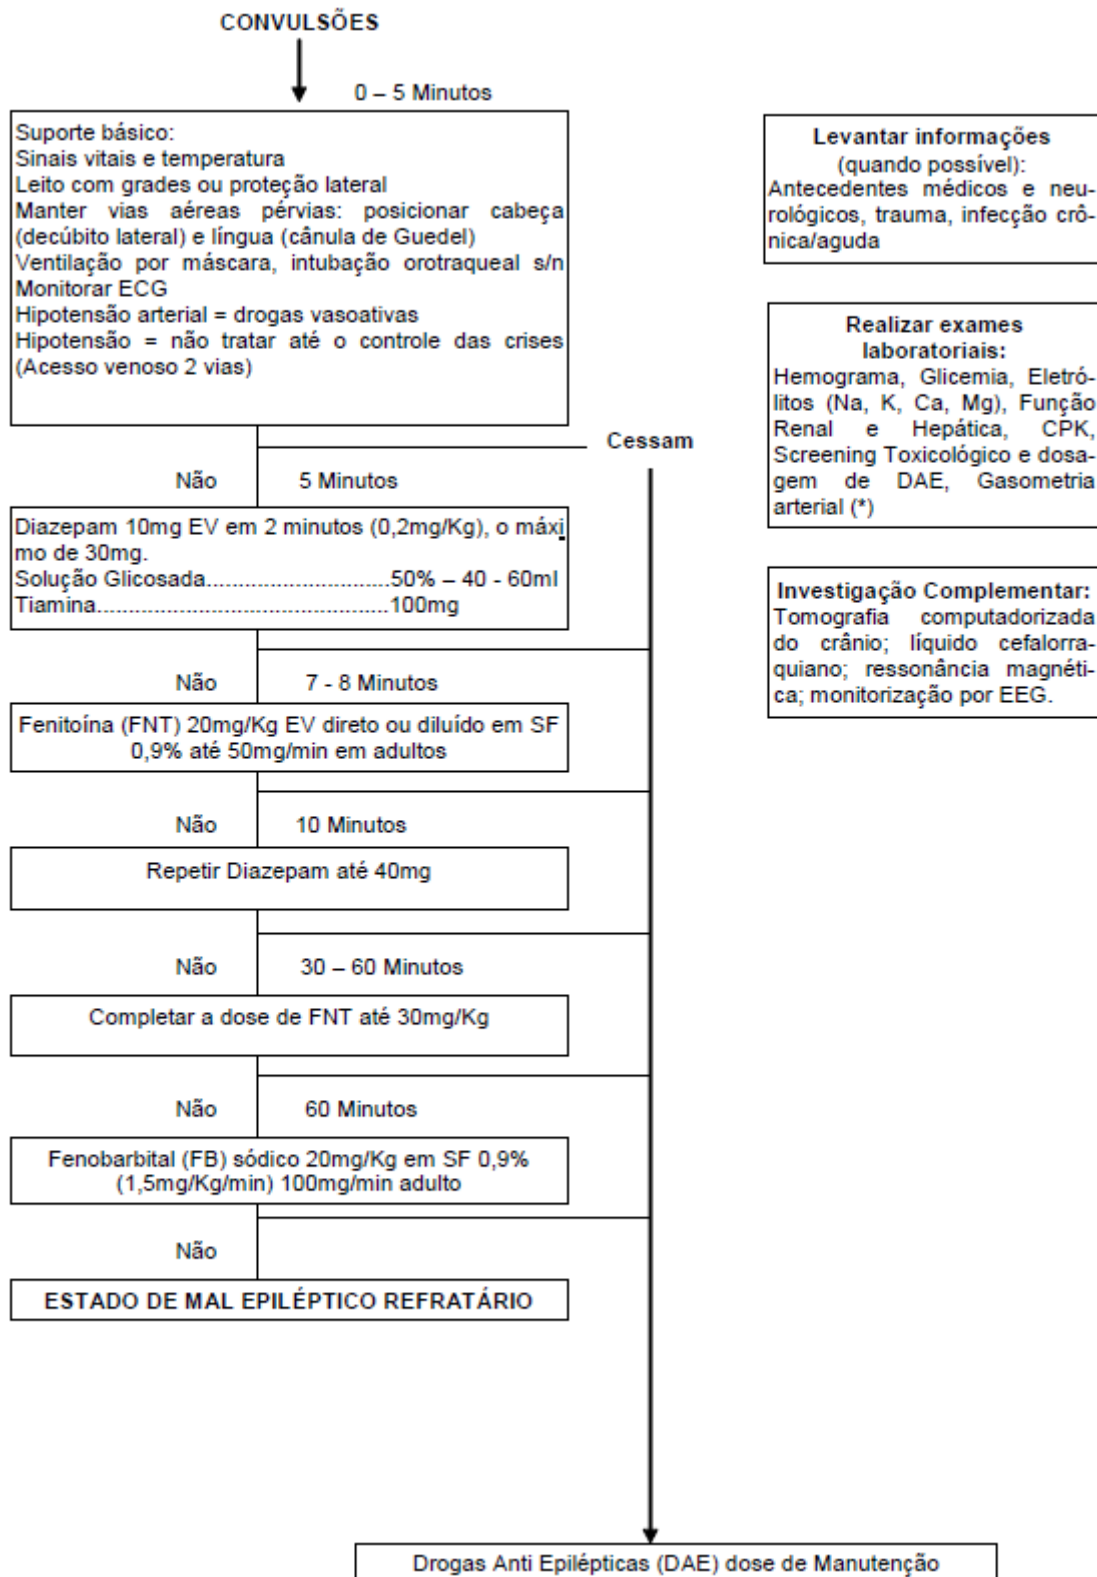 CONVULSÕES
0 – 5 Minutos
Suporte básico:
Sinais vitais e temperatura
Leito com grades ou proteção lateral
Manter vias aéreas pérvias: posicionar cabeça
(decúbito lateral) e língua (cânula de Guedel)
Ventilação por máscara, intubação orotraqueal s/n
Monitorar ECG
Hipotensão arterial = drogas vasoativas
Hipotensão = não tratar até o controle das crises
(Acesso venoso 2 vias)
Levantar informações
(quando possível):
Antecedentes médicos e neu-
rológicos, trauma, infecção crô-
nica/aguda
Realizar exames
laboratoriais:
Hemograma, Glicemia, Eletró-
litos (Na, K, Ca, Mg), Função
Renal e Hepática, CPK,
Screening Toxicológico e dosa-
gem de DAE, Gasometria
arterial (*)
Investigação Complementar:
Tomografia computadorizada
do crânio; líquido cefalorra-
quiano; ressonância magnéti-
ca; monitorização por EEG.
Cessam
Não 5 Minutos
Diazepam 10mg EV em 2 minutos (0,2mg/Kg), o máxi
mo de 30mg.
Solução Glicosada.............................50% – 40 - 60ml
Tiamina..............................................100mg
Não 7 - 8 Minutos
Fenitoína (FNT) 20mg/Kg EV direto ou diluído em SF
0,9% até 50mg/min em adultos
Não 10 Minutos
Repetir Diazepam até 40mg
Não 30 – 60 Minutos
Completar a dose de FNT até 30mg/Kg
Não 60 Minutos
Fenobarbital (FB) sódico 20mg/Kg em SF 0,9%
(1,5mg/Kg/min) 100mg/min adulto
Não
ESTADO DE MAL EPILÉPTICO REFRATÁRIO
Drogas Anti Epilépticas (DAE) dose de Manutenção